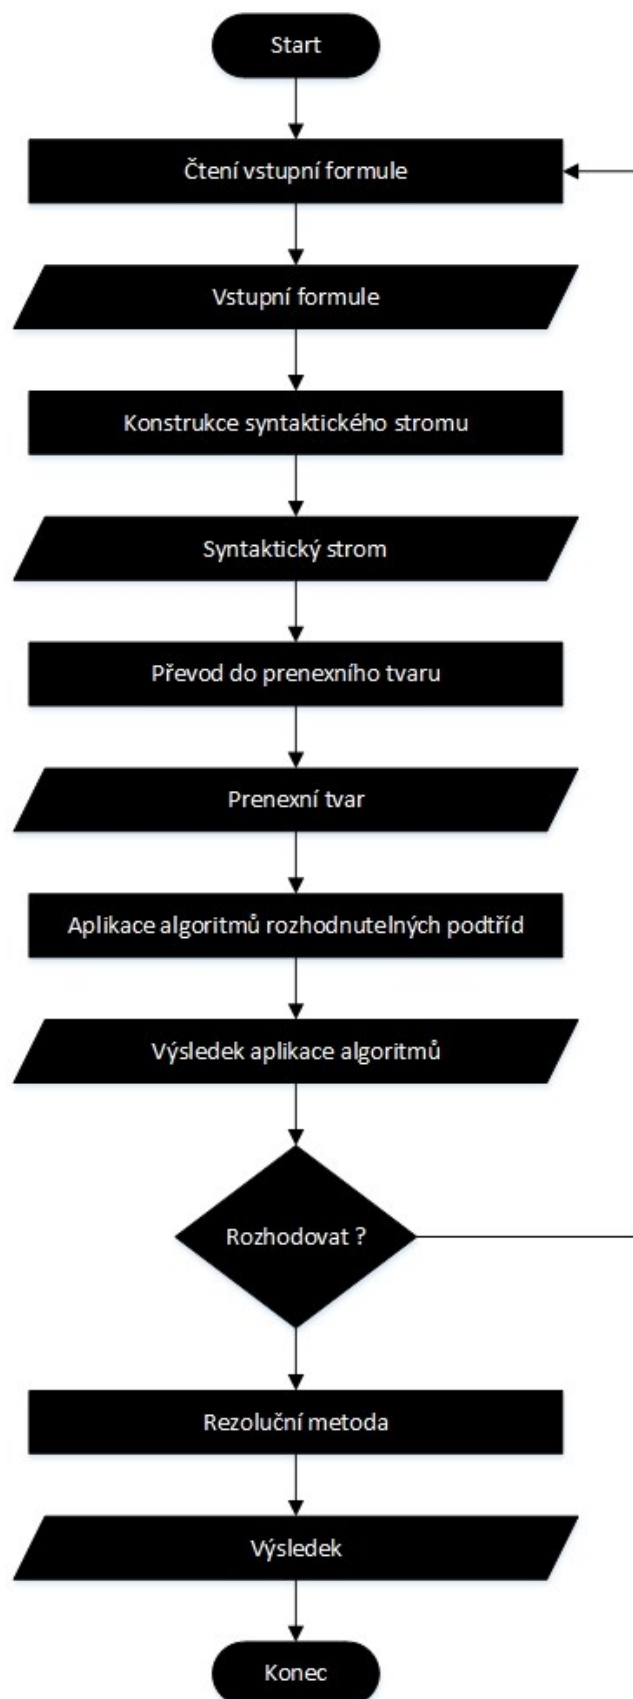 Start
Čtení vstupní formule
Vstupní formule
Konstrukce syntaktického stromu
Syntaktický strom
Převod do prenexního tvaru
Prenexní tvar
Aplikace algoritmů rozhodnutelných podtříd
Výsledek aplikace algoritmů
Rozhodovat ?
Rezoluční metoda
Výsledek
Konec